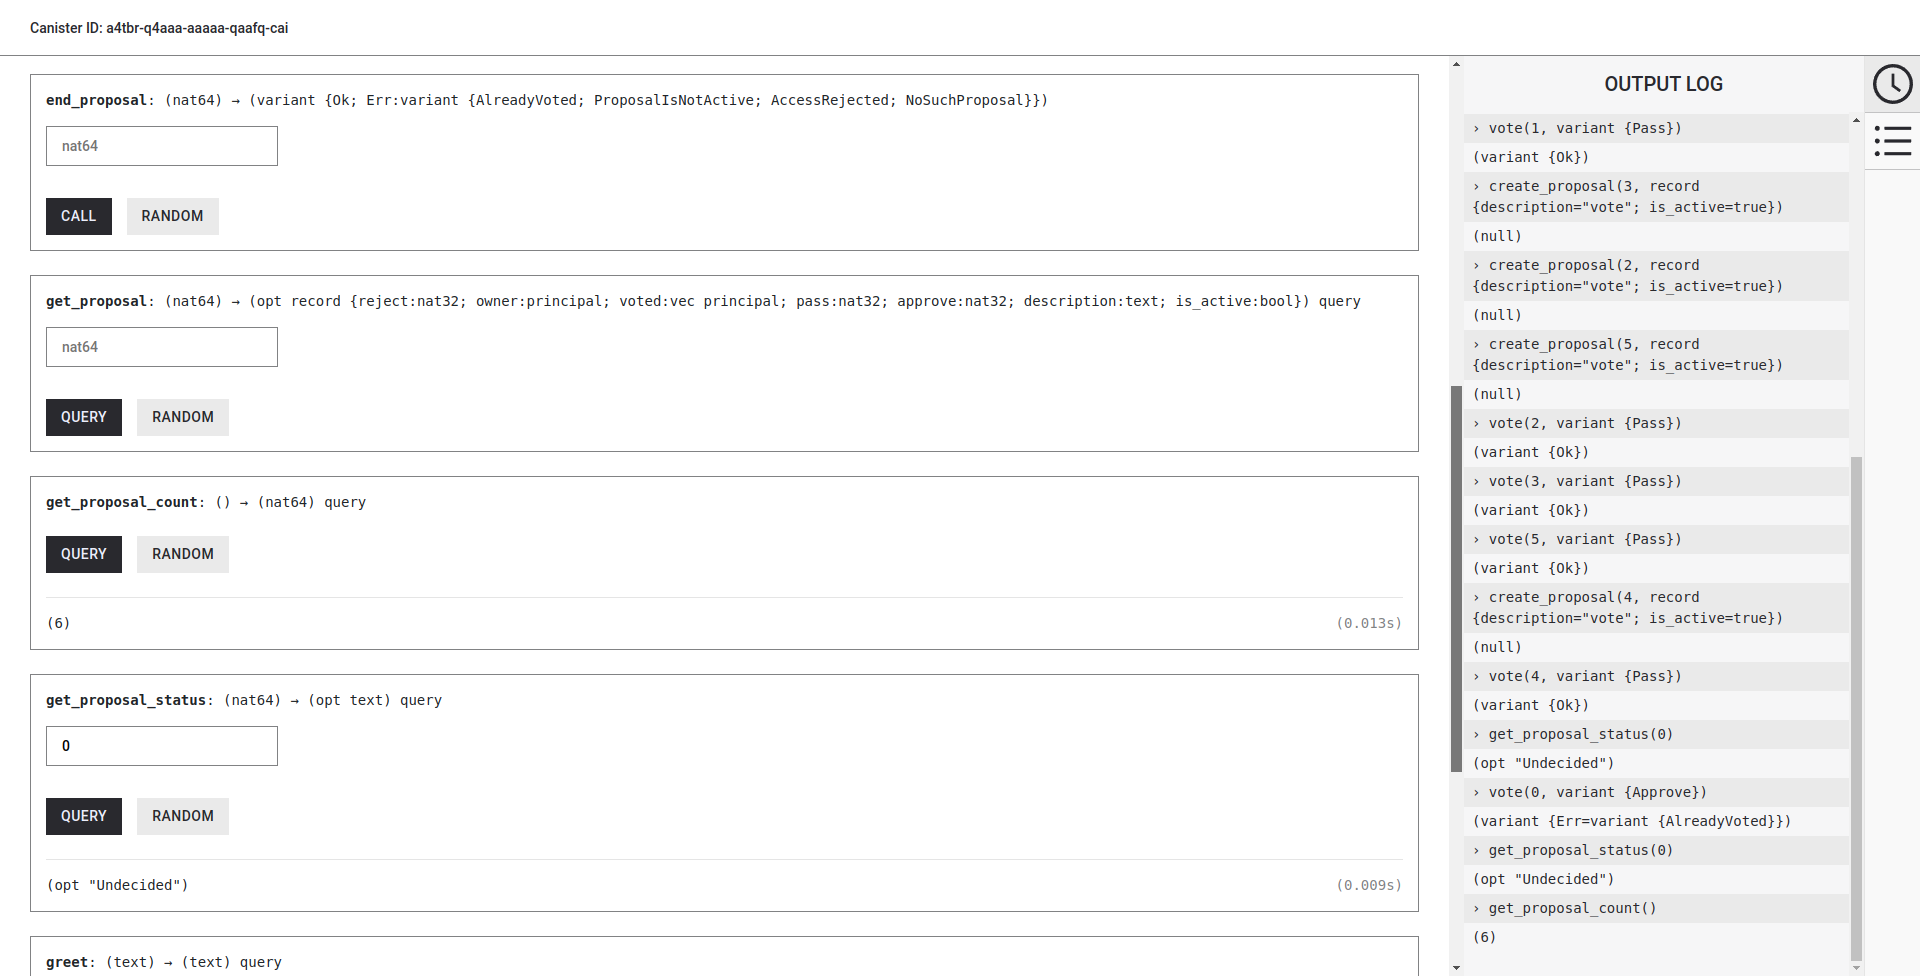 Canister ID: a4tbr-q4aaa-aaaaa-qaafq-cai
end_proposal: (nat64) → (variant {Ok; Err:variant {AlreadyVoted; ProposalIsNotActive; AccessRejected; NoSuchProposal}})
nat64
CALL RANDOM
get_proposal: (nat64) → (opt record {reject:nat32; owner:principal; voted:vec principal; pass:nat32; approve:nat32; description:text; is_active:bool}) query
nat64
QUERY RANDOM
get_proposal_count: () → (nat64) query
QUERY RANDOM
(6) (0.013s)
get_proposal_status: (nat64) → (opt text) query
0
QUERY RANDOM
(opt "Undecided") (0.009s)
greet: (text) → (text) query
OUTPUT LOG
› vote(1, variant {Pass})
(variant {Ok})
› create_proposal(3, record
{description="vote"; is_active=true})
(null)
› create_proposal(2, record
{description="vote"; is_active=true})
(null)
› create_proposal(5, record
{description="vote"; is_active=true})
(null)
› vote(2, variant {Pass})
(variant {Ok})
› vote(3, variant {Pass})
(variant {Ok})
› vote(5, variant {Pass})
(variant {Ok})
› create_proposal(4, record
{description="vote"; is_active=true})
(null)
› vote(4, variant {Pass})
(variant {Ok})
› get_proposal_status(0)
(opt "Undecided")
› vote(0, variant {Approve})
(variant {Err=variant {AlreadyVoted}})
› get_proposal_status(0)
(opt "Undecided")
› get_proposal_count()
(6)